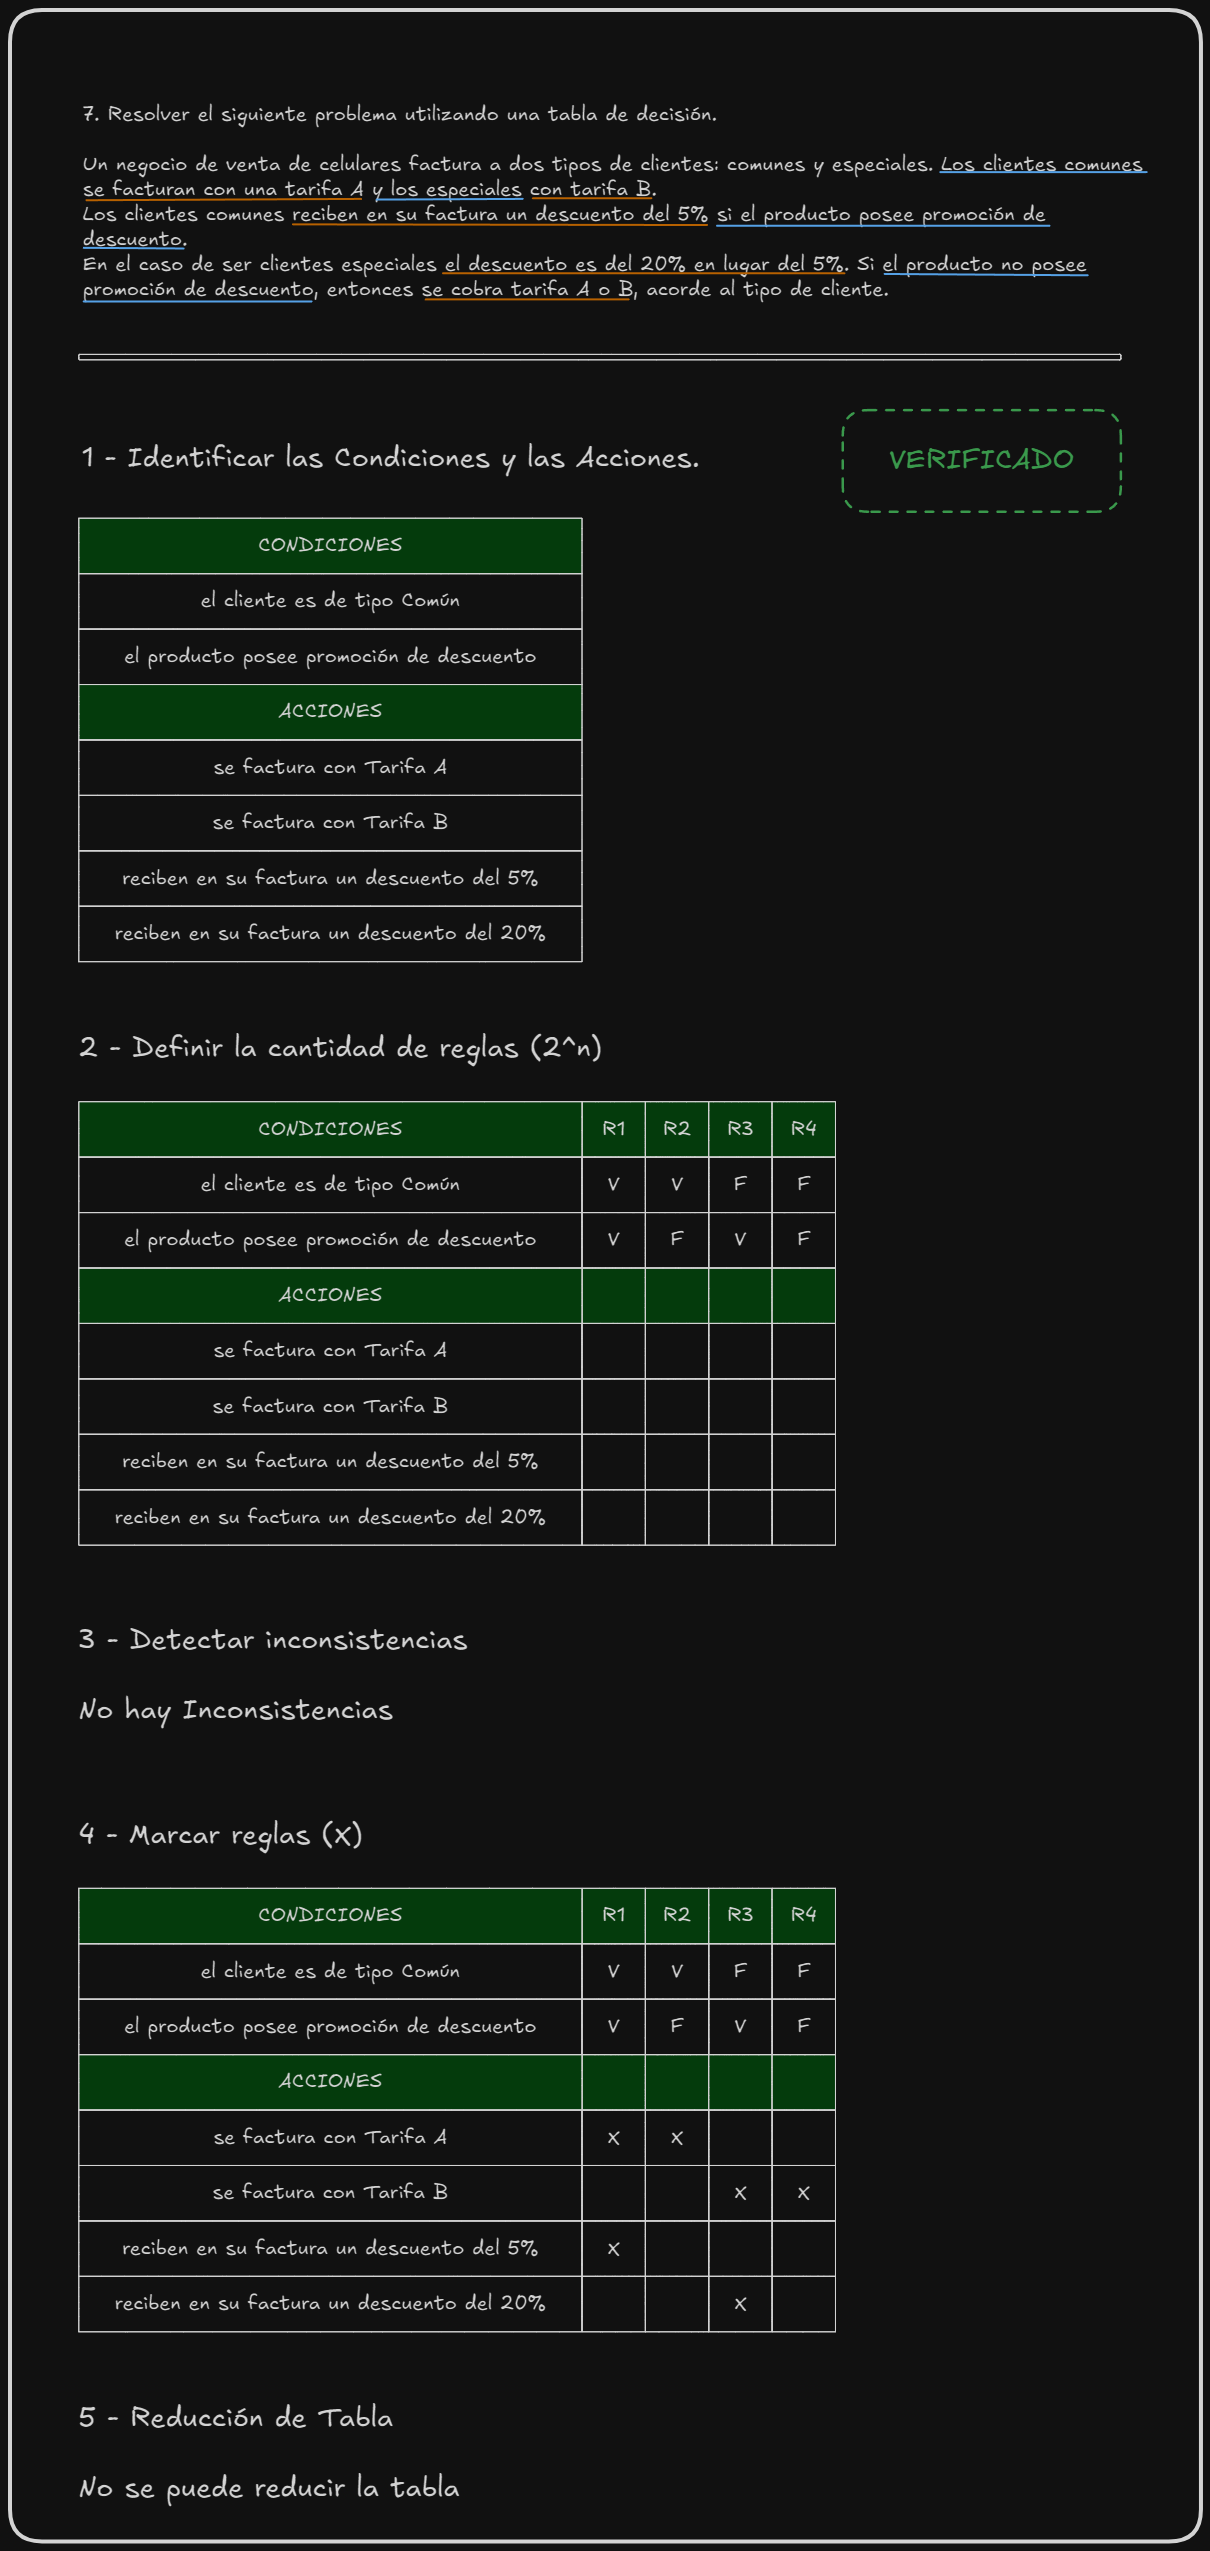 7. Resolver el siguiente problema utilizando una tabla de decisión.
Un negocio de venta de celulares factura a dos tipos de clientes: comunes y especiales. Los clientes comunes
se facturan con una tarifa A y los especiales con tarifa B.
Los clientes comunes reciben en su factura un descuento del 5% si el producto posee promoción de
descuento.
En el caso de ser clientes especiales el descuento es del 20% en lugar del 5%. Si el producto no posee
promoción de descuento, entonces se cobra tarifa A o B, acorde al tipo de cliente.
1 - Identificar las Condiciones y las Acciones.
VERIFICADO
CONDICIONES
el cliente es de tipo Común
el producto posee promoción de descuento
ACCIONES
se factura con Tarifa A
se factura con Tarifa B
reciben en su factura un descuento del 5%
reciben en su factura un descuento del 20%
2 - Definir la cantidad de reglas (2^n)
CONDICIONES R1 R2 R3 R4
el cliente es de tipo Común V V F F
el producto posee promoción de descuento V F V F
ACCIONES
se factura con Tarifa A
se factura con Tarifa B
reciben en su factura un descuento del 5%
reciben en su factura un descuento del 20%
3 - Detectar inconsistencias
No hay Inconsistencias
4 - Marcar reglas (x)
CONDICIONES R1 R2 R3 R4
el cliente es de tipo Común V V F F
el producto posee promoción de descuento V F V F
ACCIONES
se factura con Tarifa A x x
se factura con Tarifa B x x
reciben en su factura un descuento del 5% x
reciben en su factura un descuento del 20% x
5 - Reducción de Tabla
No se puede reducir la tabla